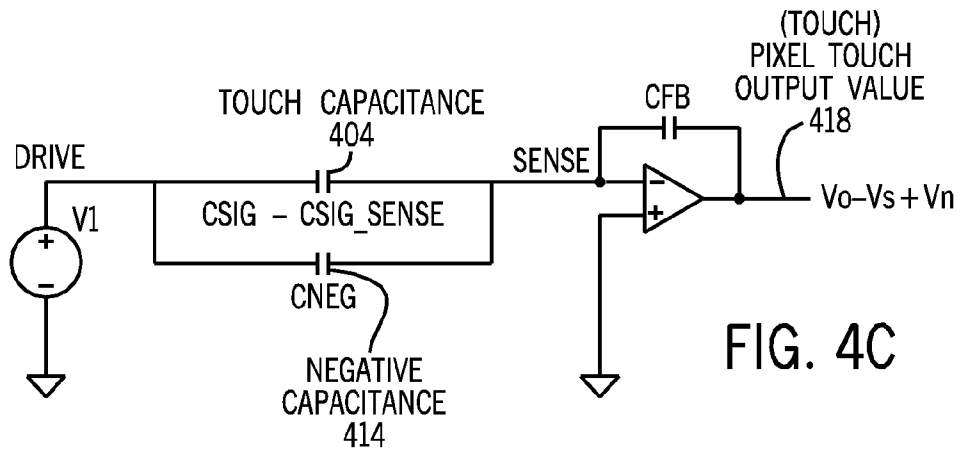 (TOUCH)
PIXEL TOUCH
OUTPUT VALUE
418
TOUCH CAPACITANCE
404
CFB
DRIVE
SENSE
V1
+
−
CSIG – CSIG_SENSE
−
+
Vo–Vs+Vn
CNEG
NEGATIVE
CAPACITANCE
414
FIG. 4C